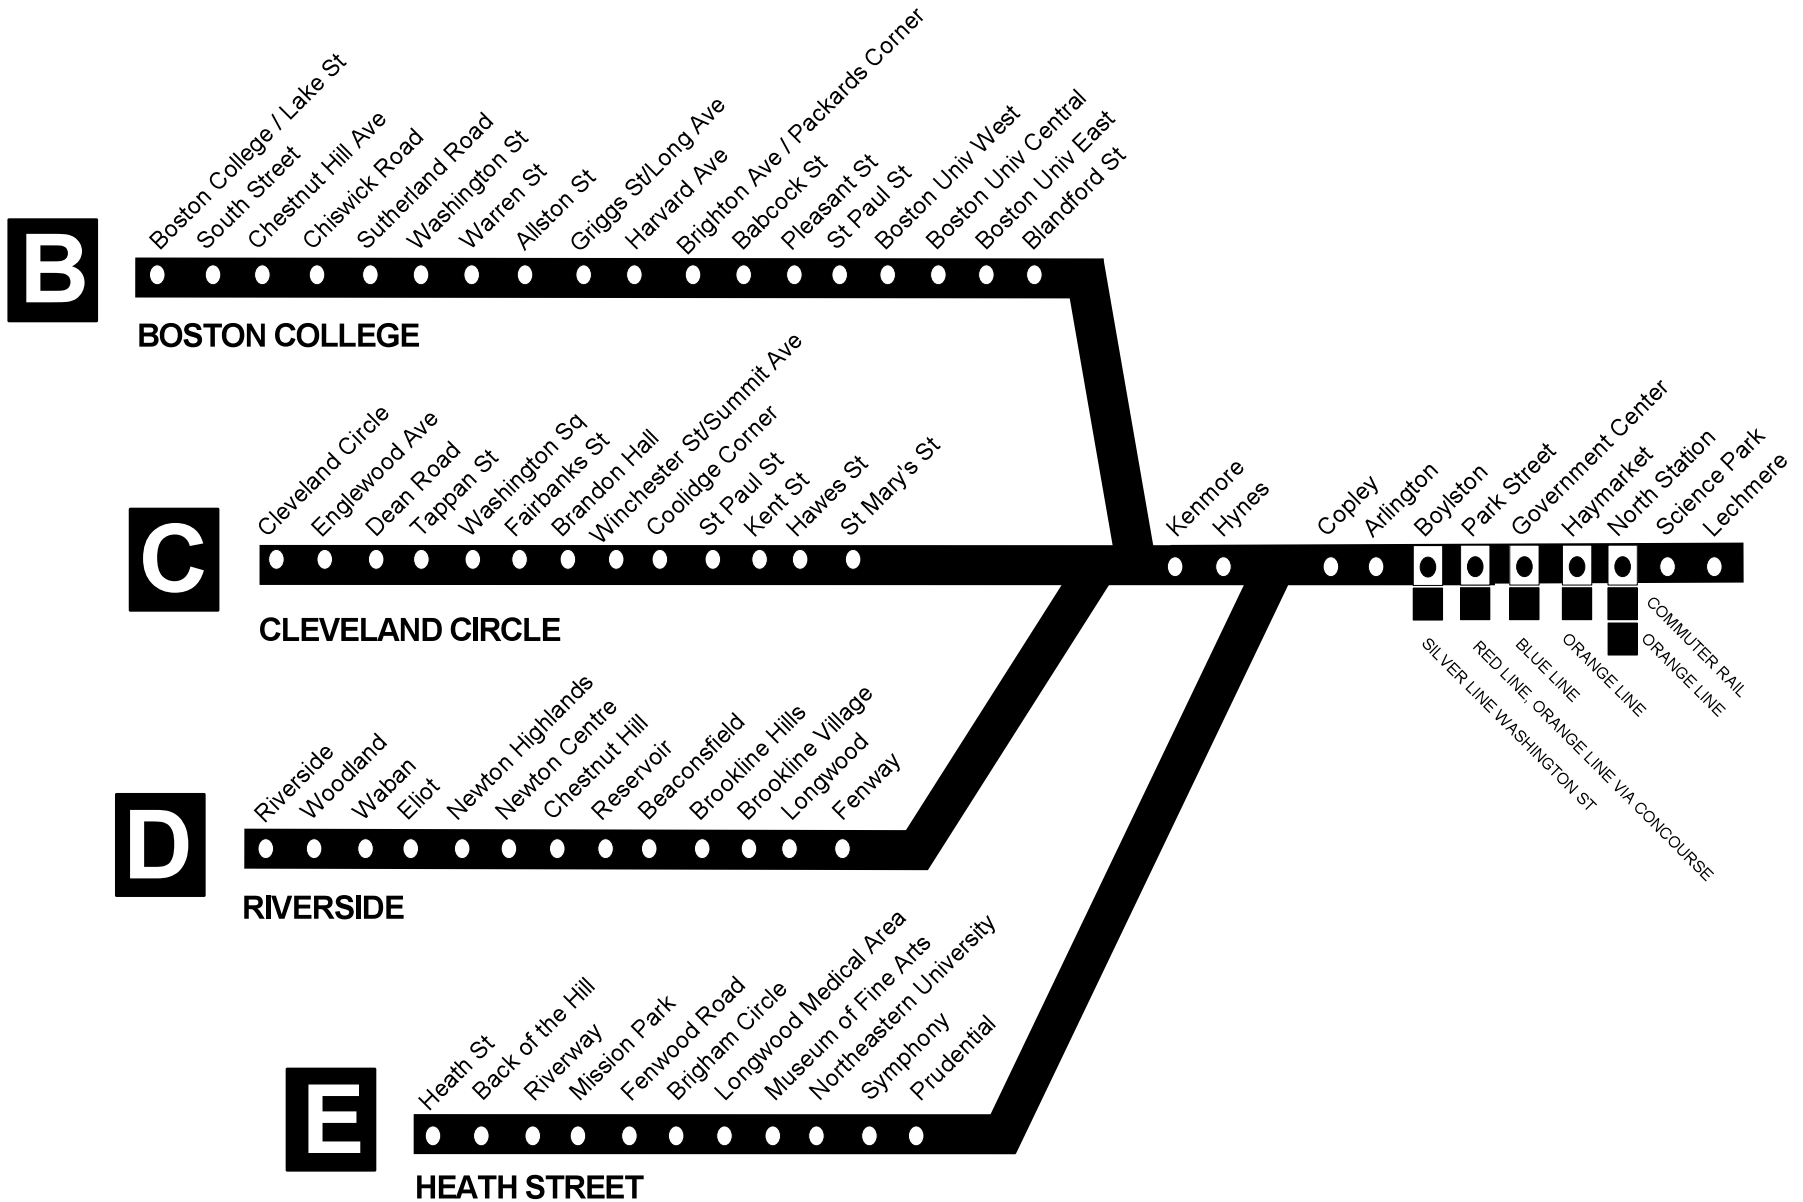 B
Boston College / Lake St
South Street
Chestnut Hill Ave
Chiswick Road
Sutherland Road
Washington St
Warren St
Allston St
Griggs St/Long Ave
Harvard Ave
Brighton Ave / Packards Corner
Babcock St
Pleasant St
St Paul St
Boston Univ West
Boston Univ Central
Boston Univ East
Blandford St
BOSTON COLLEGE
C
Cleveland Circle
Englewood Ave
Dean Road
Tappan St
Washington Sq
Fairbanks St
Brandon Hall
Winchester St/Summit Ave
Coolidge Corner
St Paul St
Kent St
Hawes St
St Mary's St
Kenmore
Hynes
Copley
Arlington
Boylston
Park Street
Government Center
Haymarket
North Station
Science Park
Lechmere
CLEVELAND CIRCLE
SILVER LINE WASHINGTON ST
RED LINE, ORANGE LINE VIA CONCOURSE
BLUE LINE
ORANGE LINE
COMMUTER RAIL
ORANGE LINE
D
Riverside
Woodland
Waban
Eliot
Newton Highlands
Newton Centre
Chestnut Hill
Reservoir
Beaconsfield
Brookline Hills
Brookline Village
Longwood
Fenway
RIVERSIDE
E
Heath St
Back of the Hill
Riverway
Mission Park
Fenwood Road
Brigham Circle
Longwood Medical Area
Museum of Fine Arts
Northeastern University
Symphony
Prudential
HEATH STREET